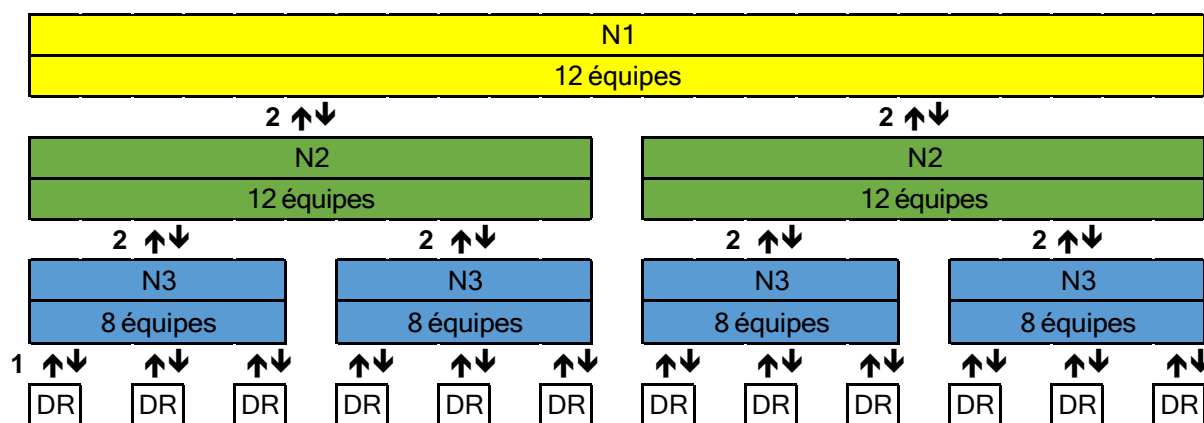 N1
12 équipes
2 🡹🡻 2 🡹🡻
N2 N2
12 équipes 12 équipes
2 🡹🡻 2 🡹🡻 2 🡹🡻 2 🡹🡻
N3 N3 N3 N3
8 équipes 8 équipes 8 équipes 8 équipes
1 🡹🡻 🡹🡻 🡹🡻 🡹🡻 🡹🡻 🡹🡻 🡹🡻 🡹🡻 🡹🡻 🡹🡻 🡹🡻 🡹🡻
DR DR DR DR DR DR DR DR DR DR DR DR